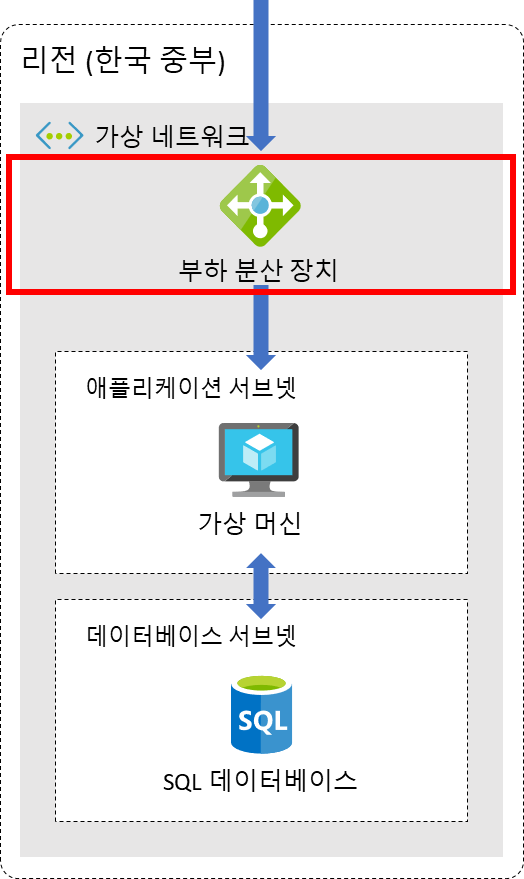 리전 (한국 중부)
가상 네트워크
부하 분산 장치
애플리케이션 서브넷
가상 머신
데이터베이스 서브넷
SQL
SQL 데이터베이스